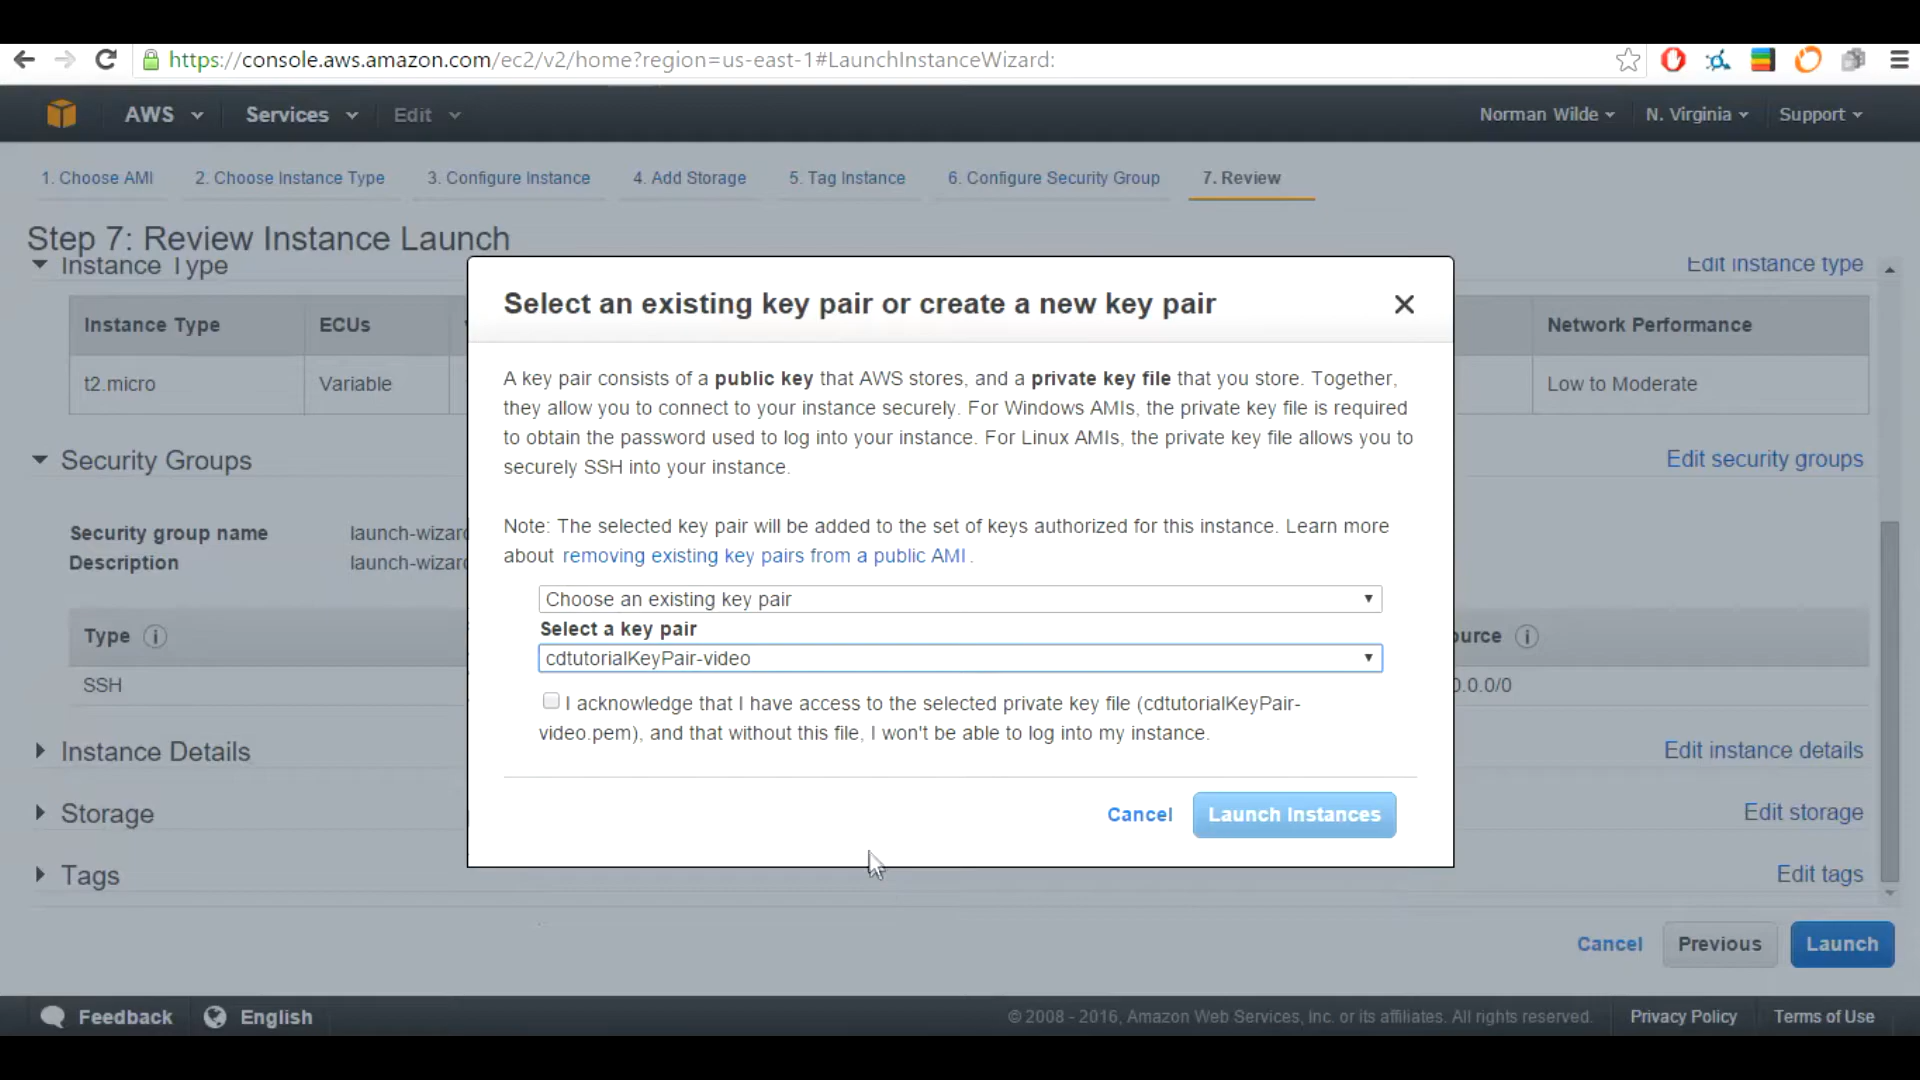 https://console.aws.amazon.com/ec2/v2/home?region=us-east-1#LaunchInstanceWizard:
AWS Services Edit Norman Wilde N. Virginia Support
1. Choose AMI 2. Choose Instance Type 3. Configure Instance 4. Add Storage 5. Tag Instance 6. Configure Security Group 7. Review
Step 7: Review Instance Launch
Instance Type Edit instance type
Instance Type ECUs Network Performance
t2.micro Variable Low to Moderate
Security Groups Edit security groups
Security group name launch-wizard
Description launch-wizard
Type i ource i
SSH 0.0.0/0
Instance Details Edit instance details
Storage Edit storage
Tags Edit tags
Select an existing key pair or create a new key pair
A key pair consists of a public key that AWS stores, and a private key file that you store. Together,
they allow you to connect to your instance securely. For Windows AMIs, the private key file is required
to obtain the password used to log into your instance. For Linux AMIs, the private key file allows you to
securely SSH into your instance.
Note: The selected key pair will be added to the set of keys authorized for this instance. Learn more
about removing existing key pairs from a public AMI.
Choose an existing key pair
Select a key pair
cdtutorialKeyPair-video
I acknowledge that I have access to the selected private key file (cdtutorialKeyPair-
video.pem), and that without this file, I won't be able to log into my instance.
Cancel Launch Instances
Cancel Previous Launch
Feedback English © 2008 - 2016, Amazon Web Services, Inc. or its affiliates. All rights reserved. Privacy Policy Terms of Use